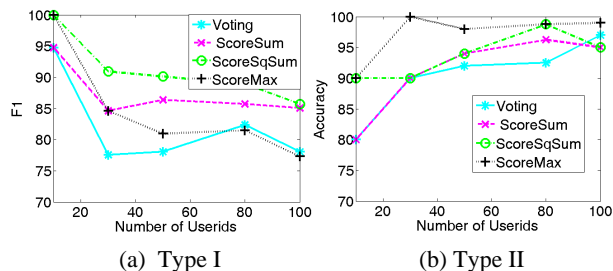 100
95
90
85
80
75
70
F1
20 40 60 80 100
Number of Userids
Voting
ScoreSum
ScoreSqSum
ScoreMax
(a) Type I
100
95
90
85
80
75
70
Accuracy
20 40 60 80 100
Number of Userids
Voting
ScoreSum
ScoreSqSum
ScoreMax
(b) Type II